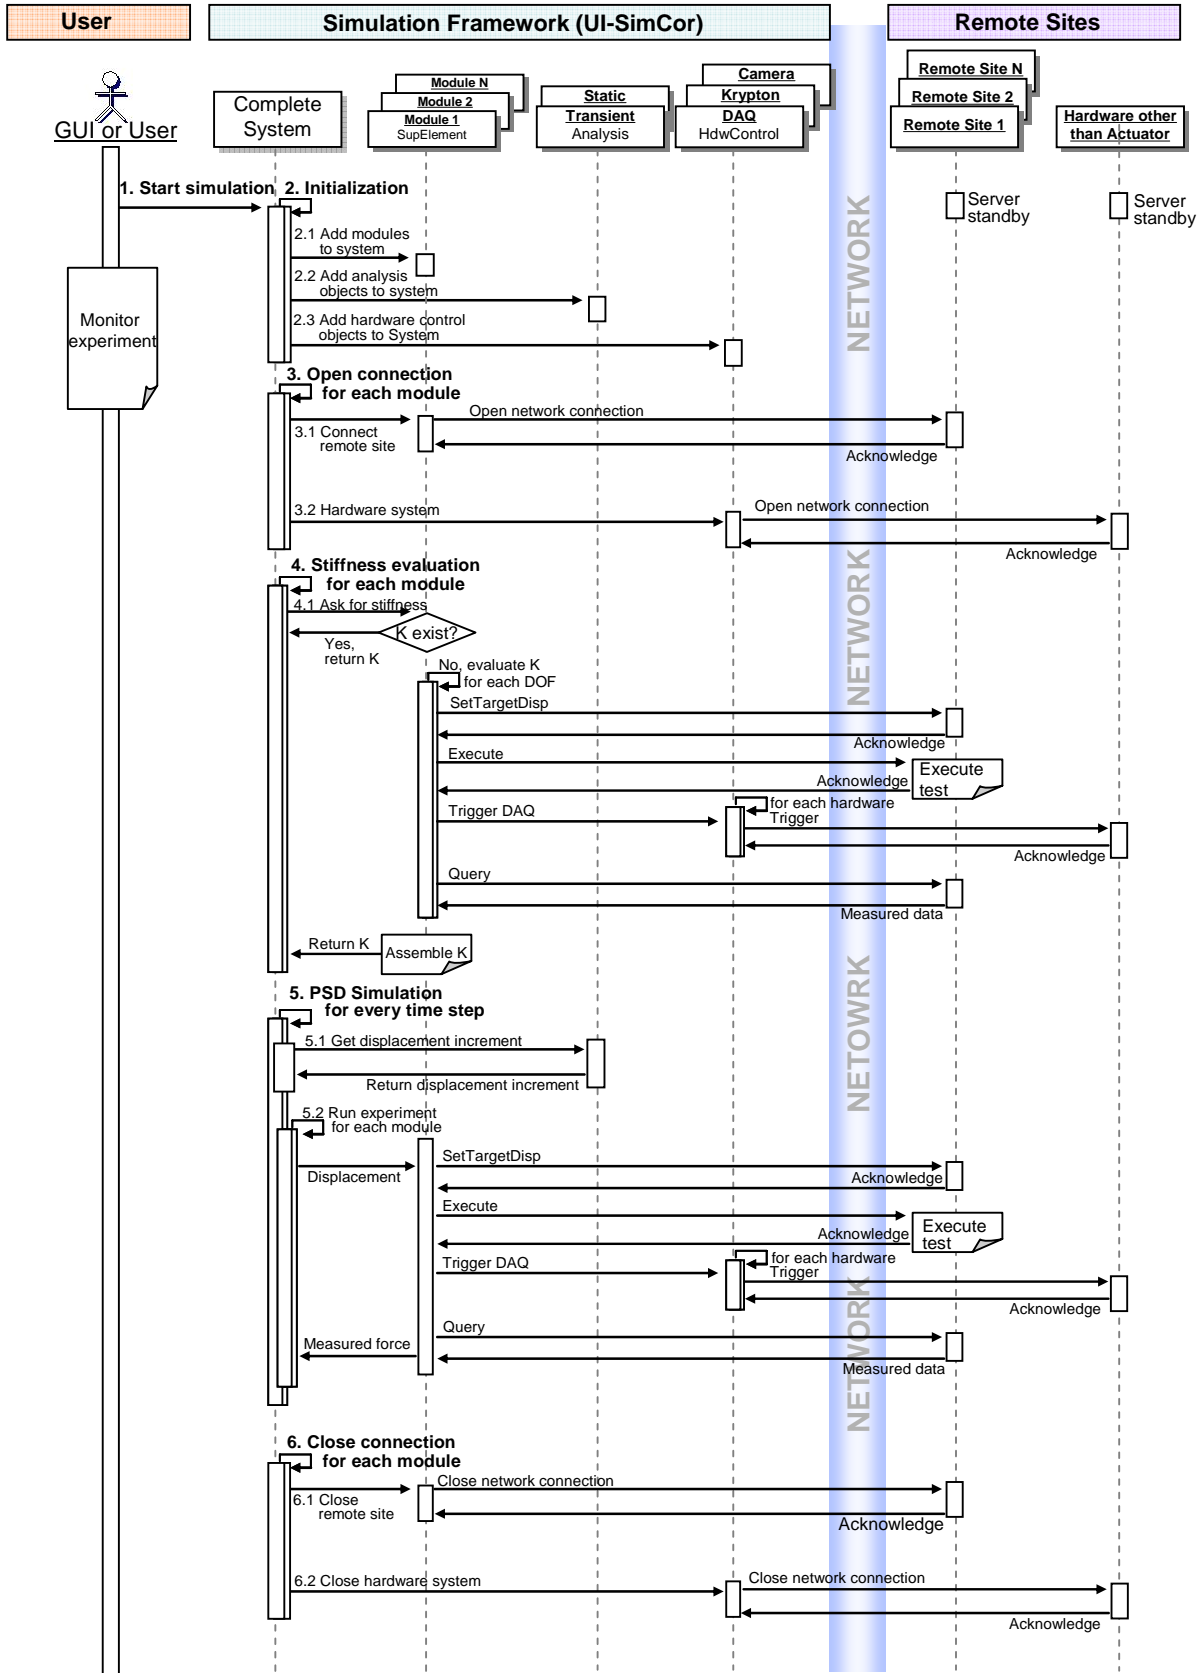 User
Simulation Framework (UI-SimCor)
Remote Sites
GUI or User
Complete
System
Module N
Module 2
Module 1
SupElement
Static
Transient
Analysis
Camera
Krypton
DAQ
HdwControl
Remote Site N
Remote Site 2
Remote Site 1
Hardware other
than Actuator
1. Start simulation
2. Initialization
Server
standby
Server
standby
NETWORK
2.1 Add modules
to system
2.2 Add analysis
objects to system
2.3 Add hardware control
objects to System
Monitor
experiment
3. Open connection
for each module
Open network connection
3.1 Connect
remote site
Acknowledge
3.2 Hardware system
Open network connection
Acknowledge
NETWORK
4. Stiffness evaluation
for each module
4.1 Ask for stiffness
K exist?
Yes,
return K
No, evaluate K
for each DOF
SetTargetDisp
Acknowledge
Execute
Execute
test
Acknowledge
for each hardware
Trigger DAQ
Trigger
Acknowledge
Query
Measured data
Return K
Assemble K
NETOWRK
5. PSD Simulation
for every time step
5.1 Get displacement increment
Return displacement increment
5.2 Run experiment
for each module
Displacement
SetTargetDisp
Acknowledge
Execute
Execute
test
Acknowledge
for each hardware
Trigger DAQ
Trigger
Acknowledge
Query
Measured force
Measured data
NETWORK
6. Close connection
for each module
Close network connection
6.1 Close
remote site
Acknowledge
6.2 Close hardware system
Close network connection
Acknowledge